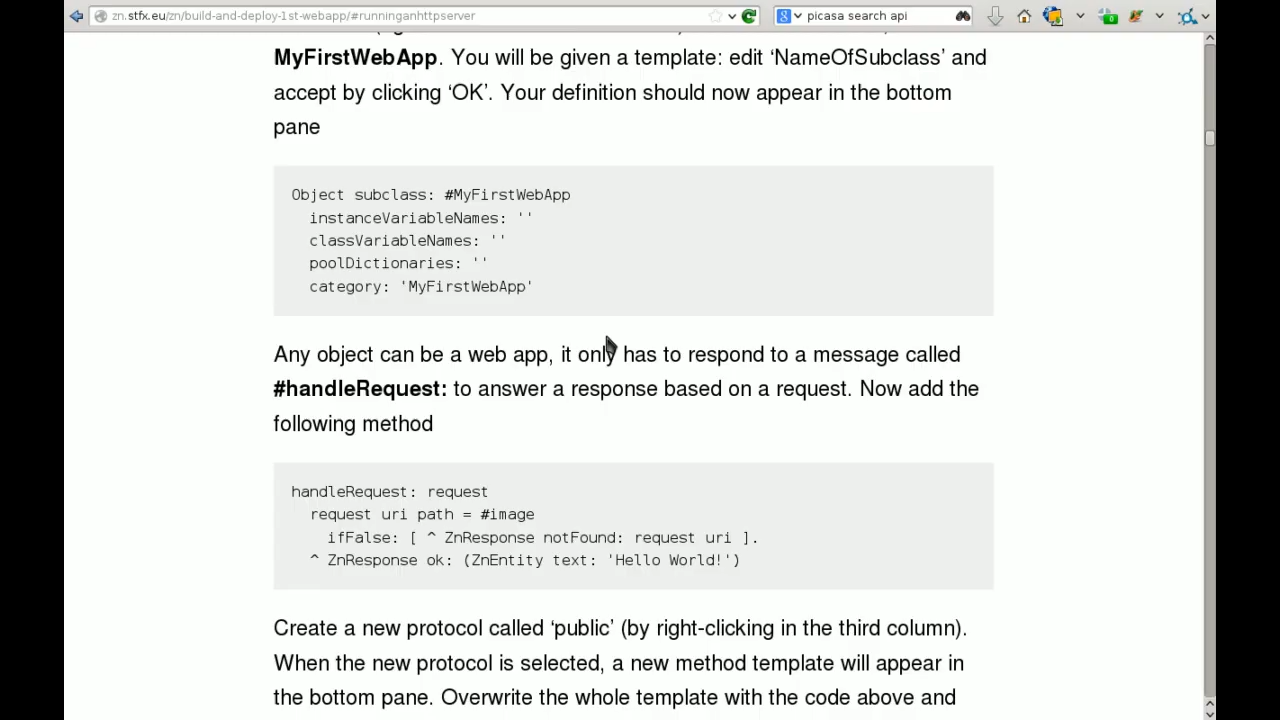 zn.stfx.eu/zn/build-and-deploy-1st-webapp/#runninganhttpserver
picasa search api
MyFirstWebApp. You will be given a template: edit ‘NameOfSubclass’ and
accept by clicking ‘OK’. Your definition should now appear in the bottom
pane
Object subclass: #MyFirstWebApp
instanceVariableNames: ''
classVariableNames: ''
poolDictionaries: ''
category: 'MyFirstWebApp'
Any object can be a web app, it only has to respond to a message called
#handleRequest: to answer a response based on a request. Now add the
following method
handleRequest: request
request uri path = #image
ifFalse: [ ^ ZnResponse notFound: request uri ].
^ ZnResponse ok: (ZnEntity text: 'Hello World!')
Create a new protocol called ‘public’ (by right-clicking in the third column).
When the new protocol is selected, a new method template will appear in
the bottom pane. Overwrite the whole template with the code above and